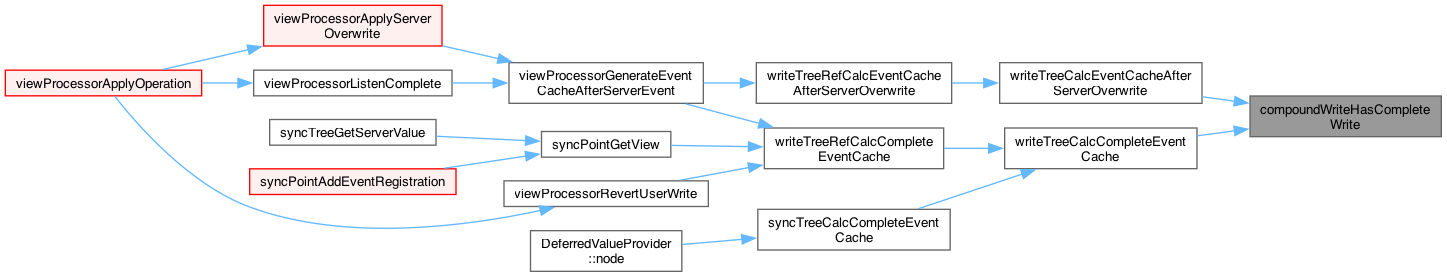 viewProcessorApplyServer
Overwrite
viewProcessorApplyOperation
viewProcessorListenComplete
viewProcessorGenerateEvent
CacheAfterServerEvent
writeTreeRefCalcEventCache
AfterServerOverwrite
writeTreeCalcEventCacheAfter
ServerOverwrite
compoundWriteHasComplete
Write
syncTreeGetServerValue
syncPointGetView
writeTreeRefCalcComplete
EventCache
writeTreeCalcCompleteEvent
Cache
syncPointAddEventRegistration
viewProcessorRevertUserWrite
syncTreeCalcCompleteEvent
Cache
DeferredValueProvider
::node